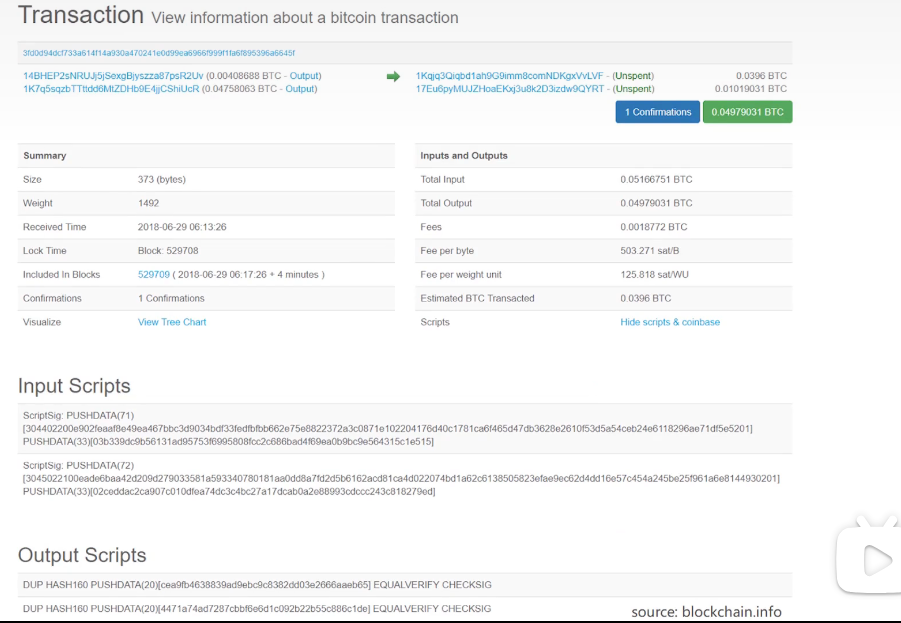 Transaction View information about a bitcoin transaction
3fd0d94dcf733a614f14a930a470241e0d99ea6966f999f1fa6f895396a6645f
14BHEP2sNRUJj5jSexgBjyszza87psR2Uv (0.00408688 BTC - Output)
1Kqjq3Qiqbd1ah9G9imm8comNDKgxVvLVF - (Unspent) 0.0396 BTC
1K7q5sqzbTTttdd6MtZDHb9E4jjCShiUcR (0.04758063 BTC - Output)
17Eu6pyMUJZHoaEKxj3u8k2D3izdw9QYRT - (Unspent) 0.01019031 BTC
1 Confirmations 0.04979031 BTC
Summary
Size 373 (bytes)
Weight 1492
Received Time 2018-06-29 06:13:26
Lock Time Block: 529708
Included In Blocks 529709 ( 2018-06-29 06:17:26 + 4 minutes )
Confirmations 1 Confirmations
Visualize View Tree Chart
Inputs and Outputs
Total Input 0.05166751 BTC
Total Output 0.04979031 BTC
Fees 0.0018772 BTC
Fee per byte 503.271 sat/B
Fee per weight unit 125.818 sat/WU
Estimated BTC Transacted 0.0396 BTC
Scripts Hide scripts & coinbase
Input Scripts
ScriptSig: PUSHDATA(71)
[304402200e902feaaf8e49ea467bbc3d9034bdf33fedfbfbb662e75e8822372a3c0871e102204176d40c1781ca6f465d47db3628e2610f53d5a54ceb24e6118296ae71df5e5201]
PUSHDATA(33)[03b339dc9b56131ad95753f6995808fcc2c686bad4f69ea0b9bc9e564315c1e515]
ScriptSig: PUSHDATA(72)
[3045022100eade6baa42d209d279033581a593340780181aa0dd8a7fd2d5b6162acd81ca4d022074bd1a62c6138505823efae9ec62d4dd16e57c454a245be25f961a6e8144930201]
PUSHDATA(33)[02ceddac2ca907c010dfea74dc3c4bc27a17dcab0a2e88993cdccc243c818279ed]
Output Scripts
DUP HASH160 PUSHDATA(20)[cea9fb4638839ad9ebc9c8382dd03e2666aaeb65] EQUALVERIFY CHECKSIG
DUP HASH160 PUSHDATA(20)[4471a74ad7287cbbf6e6d1c092b22b55c886c1de] EQUALVERIFY CHECKSIG
source: blockchain.info